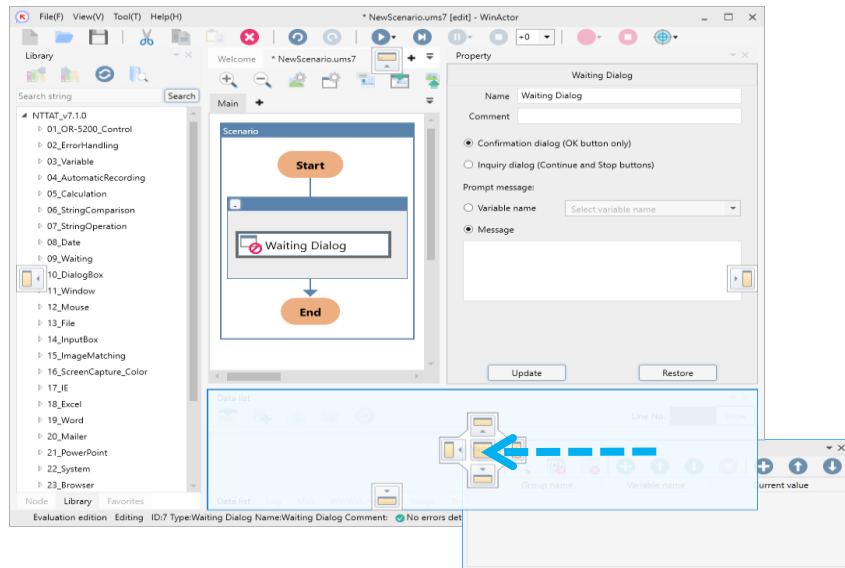 File(F) View(V) Tool(T) Help(H)
* NewScenario.ums7 [edit] - WinActor
+0
Library
Search string
Search
NTTAT_v7.1.0
01_OR-5200_Control
02_ErrorHandling
03_Variable
04_AutomaticRecording
05_Calculation
06_StringComparison
07_StringOperation
08_Date
09_Waiting
10_DialogBox
11_Window
12_Mouse
13_File
14_InputBox
15_ImageMatching
16_ScreenCapture_Color
17_IE
18_Excel
19_Word
20_Mailer
21_PowerPoint
22_System
23_Browser
Node Library Favorites
Welcome * NewScenario.ums7
Main
Scenario
Start
Waiting Dialog
End
Property
Waiting Dialog
Name Waiting Dialog
Comment
Confirmation dialog (OK button only)
Inquiry dialog (Continue and Stop buttons)
Prompt message:
Variable name Select variable name
Message
Update Restore
Data list
Line No.
Data list
Group name Variable name Current value
Evaluation edition Editing ID:7 Type:Waiting Dialog Name:Waiting Dialog Comment: No errors det